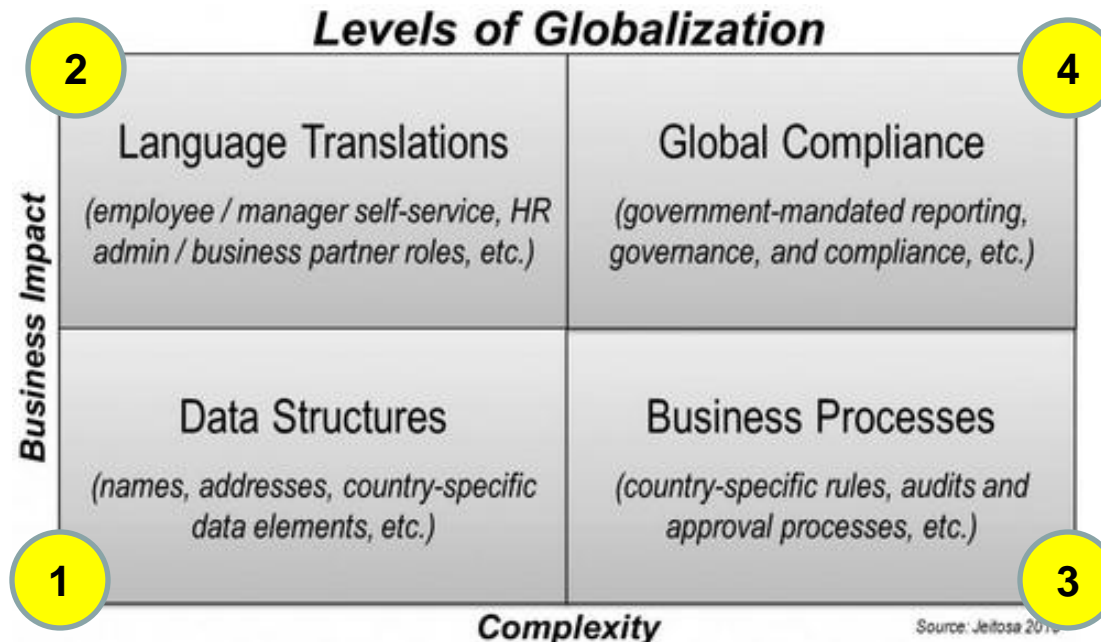 Levels of Globalization
2
4
Language Translations
(employee / manager self-service, HR
admin / business partner roles, etc.)
Global Compliance
(government-mandated reporting,
governance, and compliance, etc.)
Business Impact
Data Structures
(names, addresses, country-specific
data elements, etc.)
Business Processes
(country-specific rules, audits and
approval processes, etc.)
1
3
Complexity
Source: Jeitosa